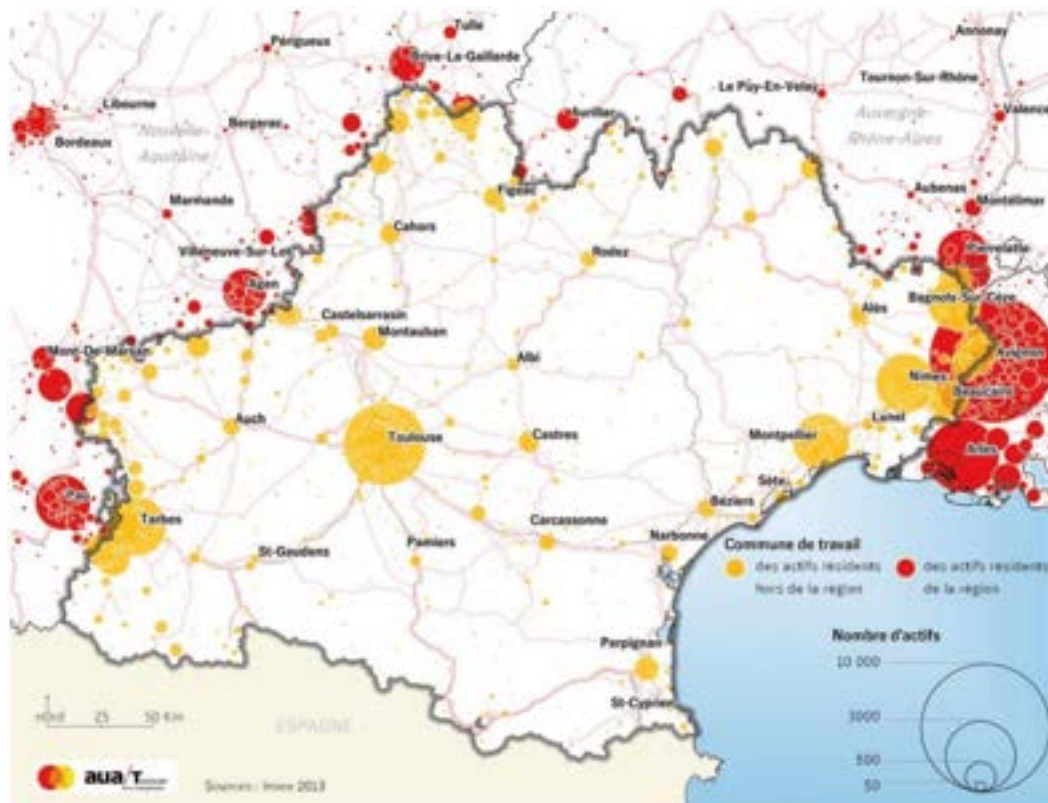 Tulle
Périgueux
Brive-La-Gaillarde
Annonay
Le Puy-En-Velay
Tournon-Sur-Rhône
Libourne
Nouvelle-
Aquitaine
Bergerac
Aurillac
Auvergne-
Rhône-Alpes
Valence
Bordeaux
Marmande
Figeac
Aubenas
Montélimar
Cahors
Villeneuve-Sur-Lot
Rodez
Pierrelatte
Agen
Bagnols-Sur-Cèze
Castelsarrasin
Alès
Montauban
Mont-De-Marsan
Albi
Avignon
Nîmes
Beaucaire
Auch
Lunel
Toulouse
Castres
Montpellier
Arles
Pau
Sète
Béziers
Tarbes
Carcassonne
Narbonne
St-Gaudens
Pamiers
Commune de travail
des actifs résidents
hors de la région
des actifs résidents
de la région
Perpignan
Nombre d'actifs
10 000
St-Cyprien
3000
nord 25 50 Km
ESPAGNE
500
50
aua/T
Sources : Insee 2013